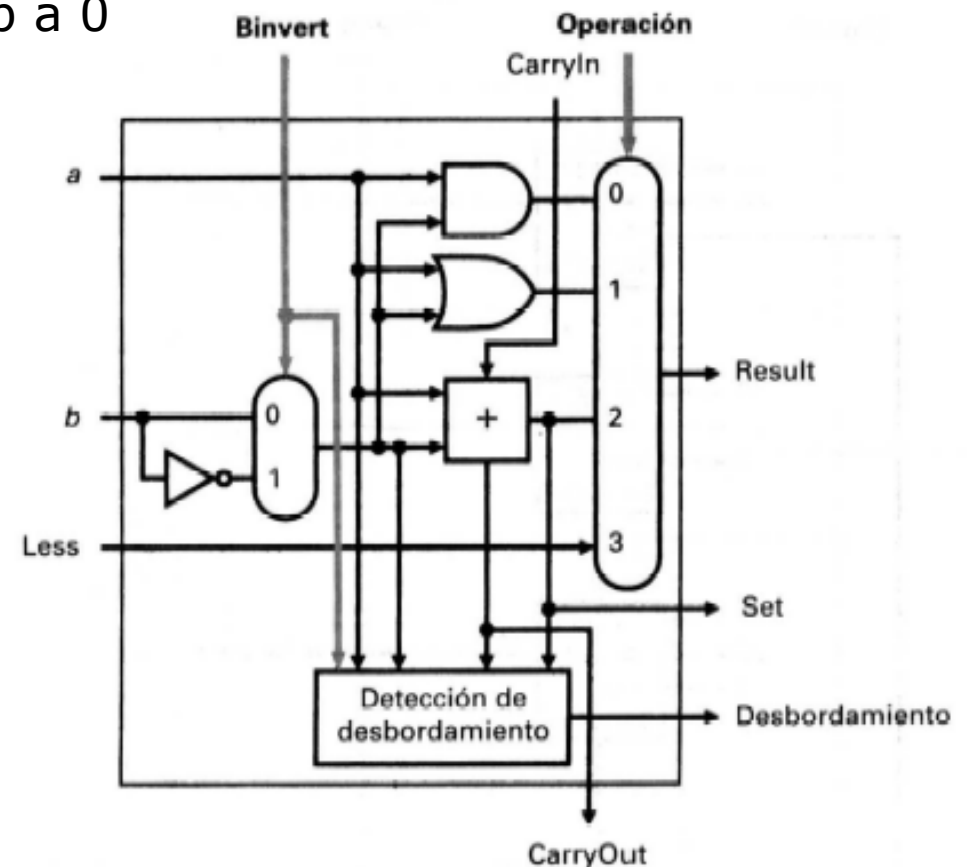 a 0
Binvert
Operación
CarryIn
a
0
1
b
0
1
+
2
Result
Less
3
Set
Detección de
desbordamiento
Desbordamiento
CarryOut